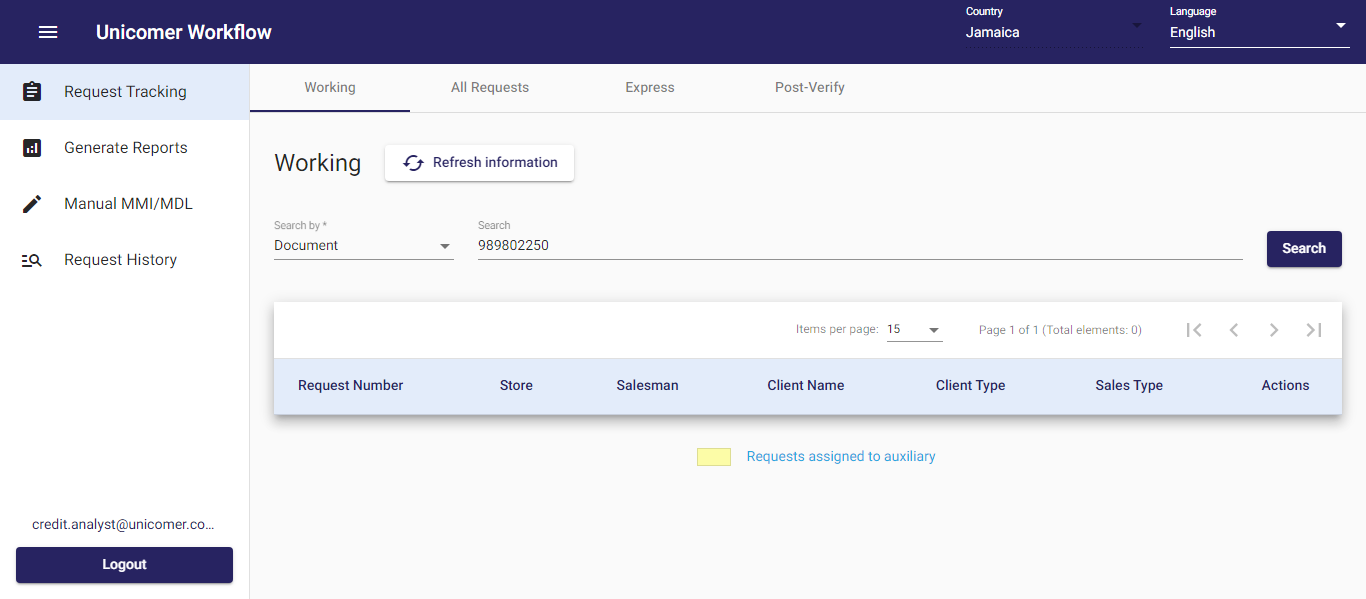 Unicomer Workflow
Country
Jamaica
Language
English
Request Tracking
Generate Reports
Manual MMI/MDL
Request History
credit.analyst@unicomer.co...
Logout
Working All Requests Express Post-Verify
Working
Refresh information
Search by *
Document
Search
989802250
Search
Items per page: 15 Page 1 of 1 (Total elements: 0)
Request Number Store Salesman Client Name Client Type Sales Type Actions
Requests assigned to auxiliary